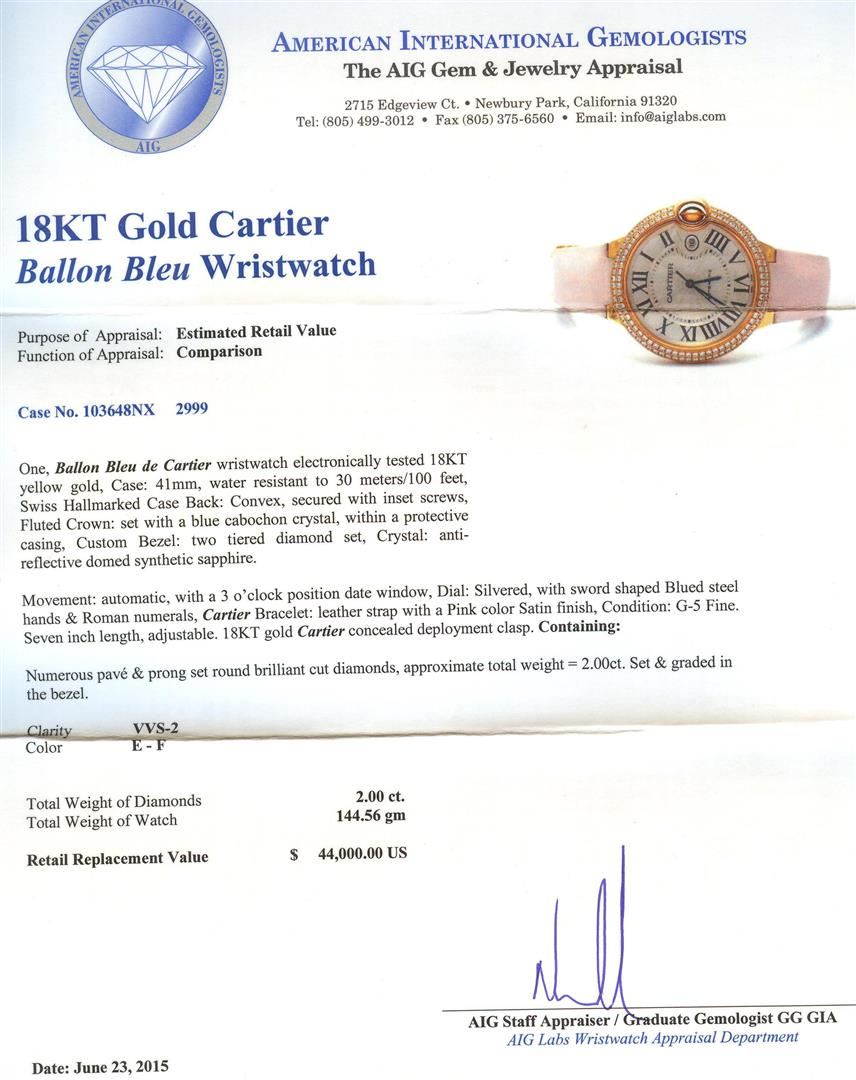 AMERICAN INTERNATIONAL GEMOLOGISTS
AIG
AMERICAN INTERNATIONAL GEMOLOGISTS
The AIG Gem & Jewelry Appraisal
2715 Edgeview Ct. • Newbury Park, California 91320
Tel: (805) 499-3012 • Fax (805) 375-6560 • Email: info@aiglabs.com
18KT Gold Cartier
Ballon Bleu Wristwatch
CARTIER
Purpose of Appraisal: Estimated Retail Value
Function of Appraisal: Comparison
Case No. 103648NX 2999
One, Ballon Bleu de Cartier wristwatch electronically tested 18KT
yellow gold, Case: 41mm, water resistant to 30 meters/100 feet,
Swiss Hallmarked Case Back: Convex, secured with inset screws,
Fluted Crown: set with a blue cabochon crystal, within a protective
casing, Custom Bezel: two tiered diamond set, Crystal: anti-
reflective domed synthetic sapphire.
Movement: automatic, with a 3 o'clock position date window, Dial: Silvered, with sword shaped Blued steel
hands & Roman numerals, Cartier Bracelet: leather strap with a Pink color Satin finish, Condition: G-5 Fine.
Seven inch length, adjustable. 18KT gold Cartier concealed deployment clasp. Containing:
Numerous pavé & prong set round brilliant cut diamonds, approximate total weight = 2.00ct. Set & graded in
the bezel.
Clarity VVS-2
Color E - F
Total Weight of Diamonds 2.00 ct.
Total Weight of Watch 144.56 gm
Retail Replacement Value $ 44,000.00 US
AIG Staff Appraiser / Graduate Gemologist GG GIA
AIG Labs Wristwatch Appraisal Department
Date: June 23, 2015